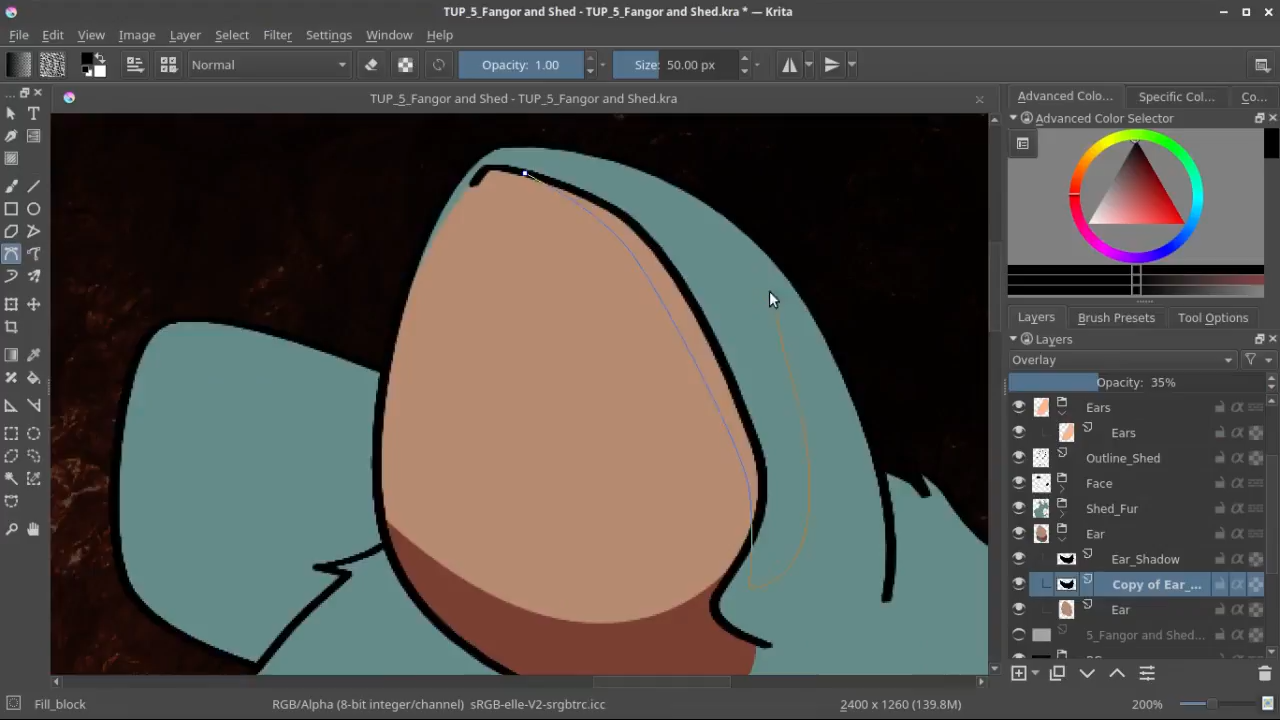 TUP_5_Fangor and Shed - TUP_5_Fangor and Shed.kra * — Krita
File Edit View Image Layer Select Filter Settings Window Help
Normal Opacity: 1.00 Size: 50.00 px
... TUP_5_Fangor and Shed - TUP_5_Fangor and Shed.kra
Advanced Colo... Specific Col... Co...
Advanced Color Selector
Layers Brush Presets Tool Options
Layers
Overlay
Opacity: 35%
Ears
Ears
Outline_Shed
Face
Shed_Fur
Ear
Ear_Shadow
Copy of Ear_...
Ear
5_Fangor and Shed...
Fill_block RGB/Alpha (8-bit integer/channel) sRGB-elle-V2-srgbtrc.icc 2400 x 1260 (139.8M) 200%